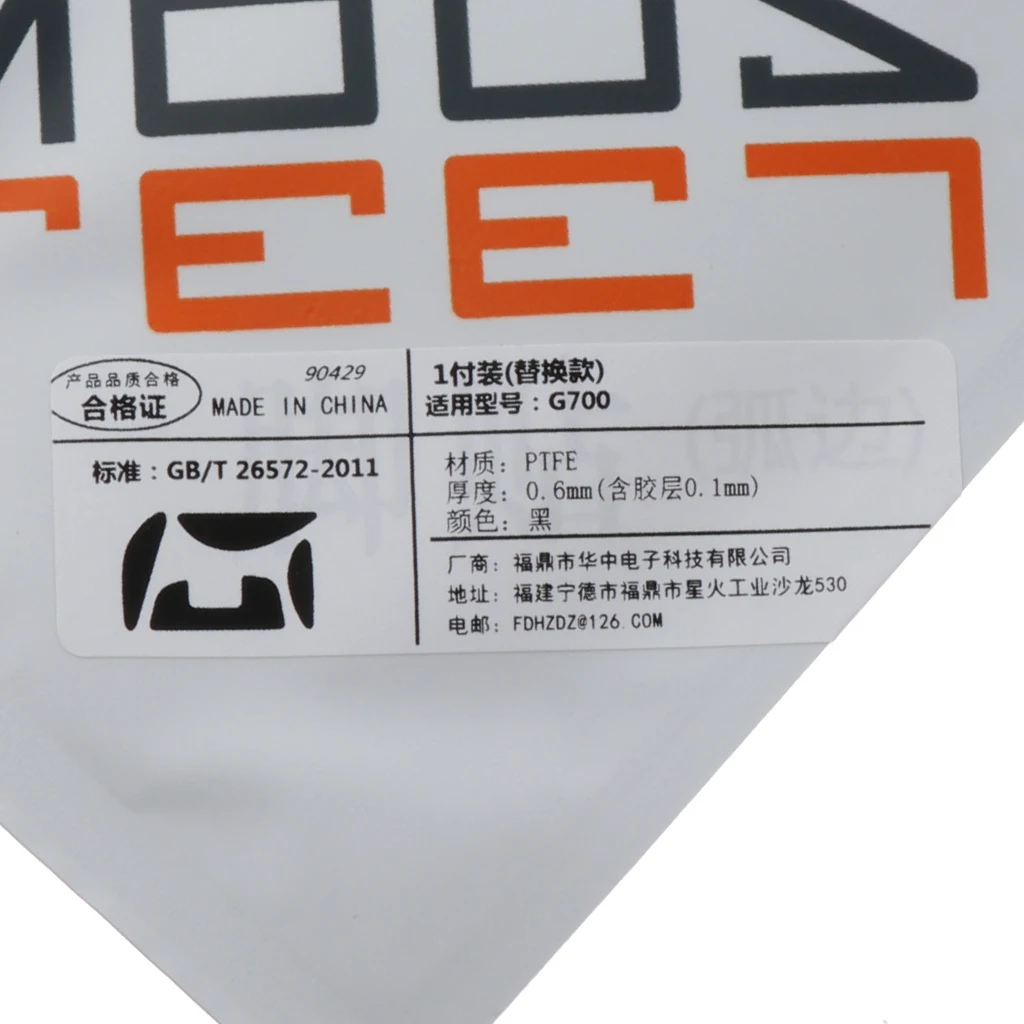 产品品质合格
合格证
90429
MADE IN CHINA
1付装(替换款)
适用型号：G700
标准：GB/T 26572-2011
材质：PTFE
厚度：0.6mm(含胶层0.1mm)
颜色：黑
厂商：福鼎市华中电子科技有限公司
地址：福建宁德市福鼎市星火工业沙龙530
电邮：FDHZDZ@126.COM
(弧边)